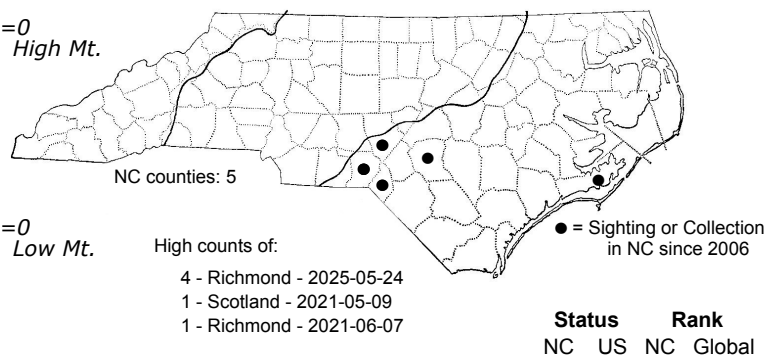 =0
High Mt.
NC counties: 5
=0
Low Mt.
High counts of:
4 - Richmond - 2025-05-24
1 - Scotland - 2021-05-09
1 - Richmond - 2021-06-07
● = Sighting or Collection
in NC since 2006
Status Rank
NC US NC Global